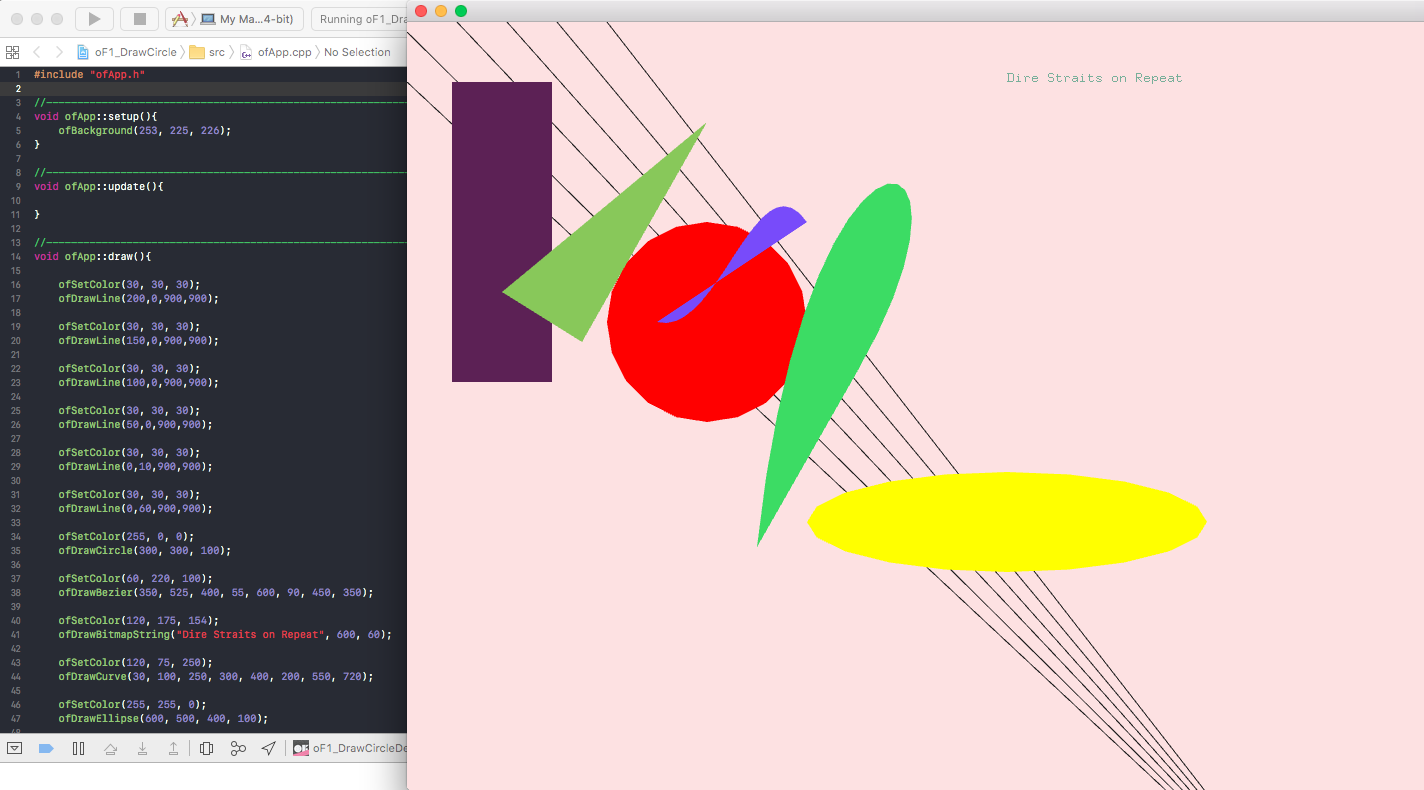 My Ma...4-bit)
Running oF1_Dra
oF1_DrawCircle
src
ofApp.cpp
No Selection
1 #include "ofApp.h"
2
3 //
4 void ofApp::setup(){
5 ofBackground(253, 225, 226);
6 }
7
8 //
9 void ofApp::update(){
10
11 }
12
13 //
14 void ofApp::draw(){
15
16 ofSetColor(30, 30, 30);
17 ofDrawLine(200,0,900,900);
18
19 ofSetColor(30, 30, 30);
20 ofDrawLine(150,0,900,900);
21
22 ofSetColor(30, 30, 30);
23 ofDrawLine(100,0,900,900);
24
25 ofSetColor(30, 30, 30);
26 ofDrawLine(50,0,900,900);
27
28 ofSetColor(30, 30, 30);
29 ofDrawLine(0,10,900,900);
30
31 ofSetColor(30, 30, 30);
32 ofDrawLine(0,60,900,900);
33
34 ofSetColor(255, 0, 0);
35 ofDrawCircle(300, 300, 100);
36
37 ofSetColor(60, 220, 100);
38 ofDrawBezier(350, 525, 400, 55, 600, 90, 450, 350);
39
40 ofSetColor(120, 175, 154);
41 ofDrawBitmapString("Dire Straits on Repeat", 600, 60);
42
43 ofSetColor(120, 75, 250);
44 ofDrawCurve(30, 100, 250, 300, 400, 200, 550, 720);
45
46 ofSetColor(255, 255, 0);
47 ofDrawEllipse(600, 500, 400, 100);
oF1_DrawCircleDe
Dire Straits on Repeat